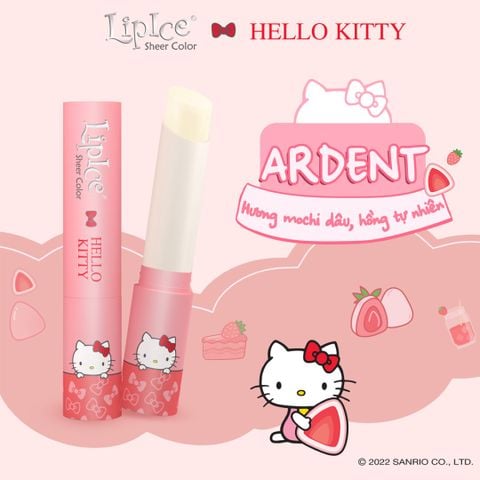 LipIce®
Sheer Color
HELLO KITTY
LipIce
Sheer Color
HELLO
KITTY
ARDENT
Hương mochi dâu, hồng tự nhiên
© 2022 SANRIO CO., LTD.